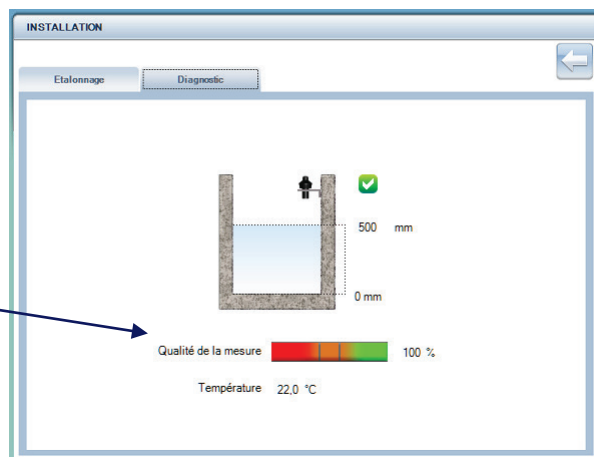 INSTALLATION
Etalonnage Diagnostic
500 mm
0 mm
Qualité de la mesure 100 %
Température 22,0 °C